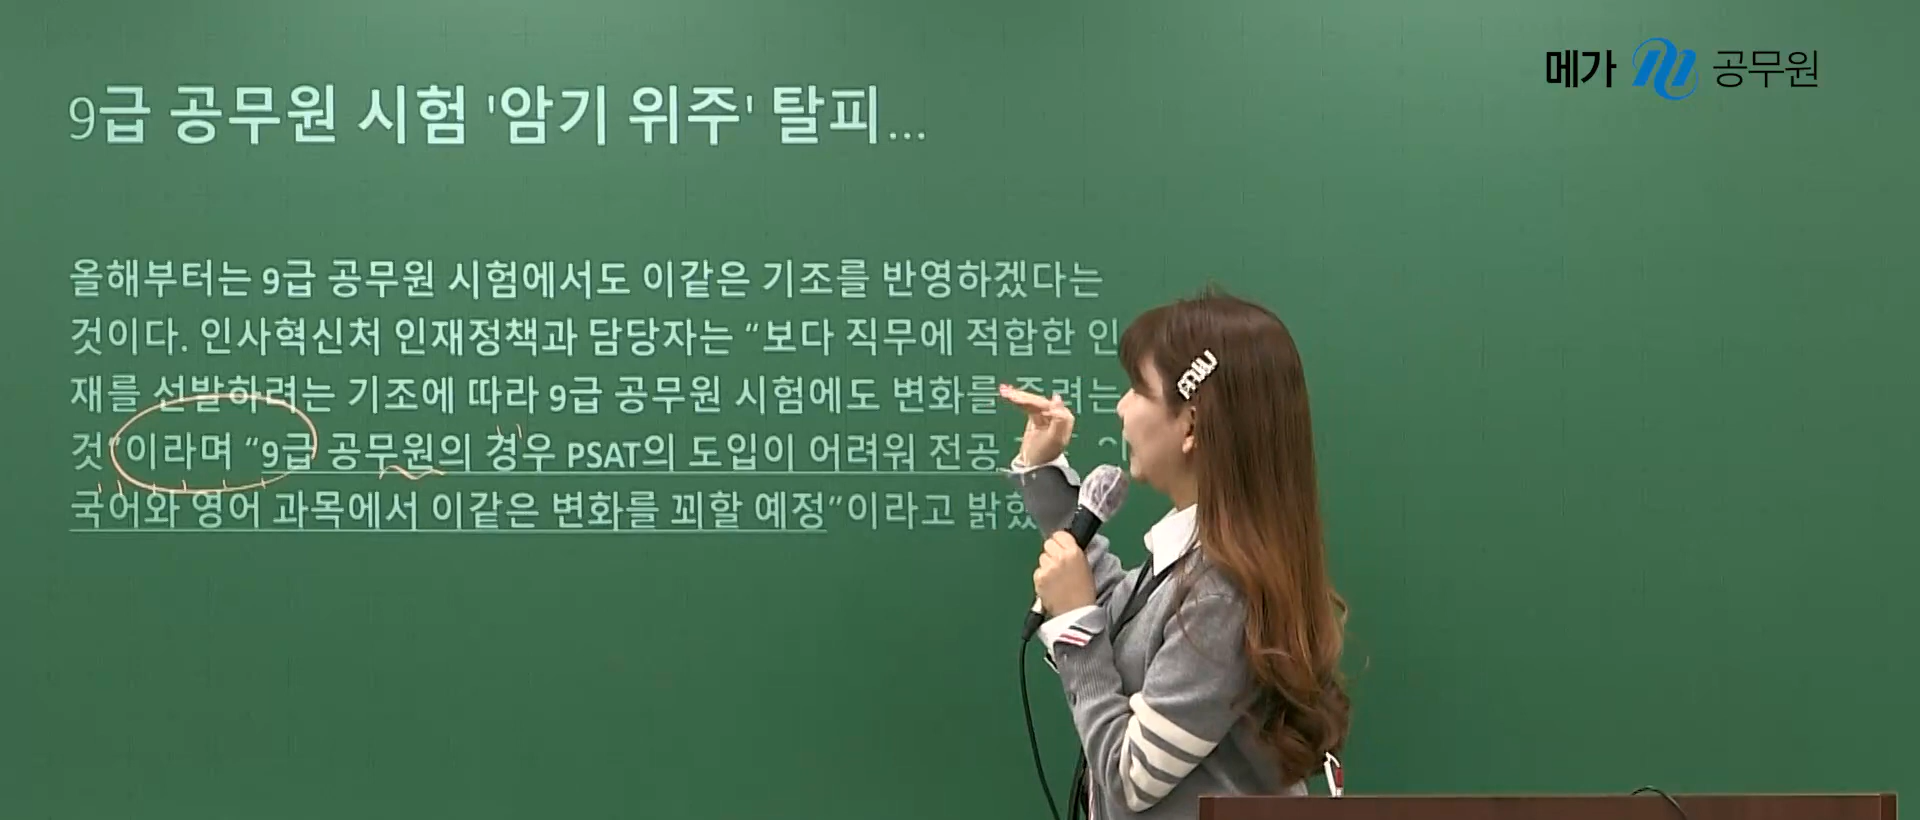 메가 공무원
9급 공무원 시험 '암기 위주' 탈피...
올해부터는 9급 공무원 시험에서도 이같은 기조를 반영하겠다는
것이다. 인사혁신처 인재정책과 담당자는 “보다 직무에 적합한 인
재를 선발하려는 기조에 따라 9급 공무원 시험에도 변화를 주려는
것”이라며 “9급 공무원의 경우 PSAT의 도입이 어려워 전공
국어와 영어 과목에서 이같은 변화를 꾀할 예정”이라고 밝혔